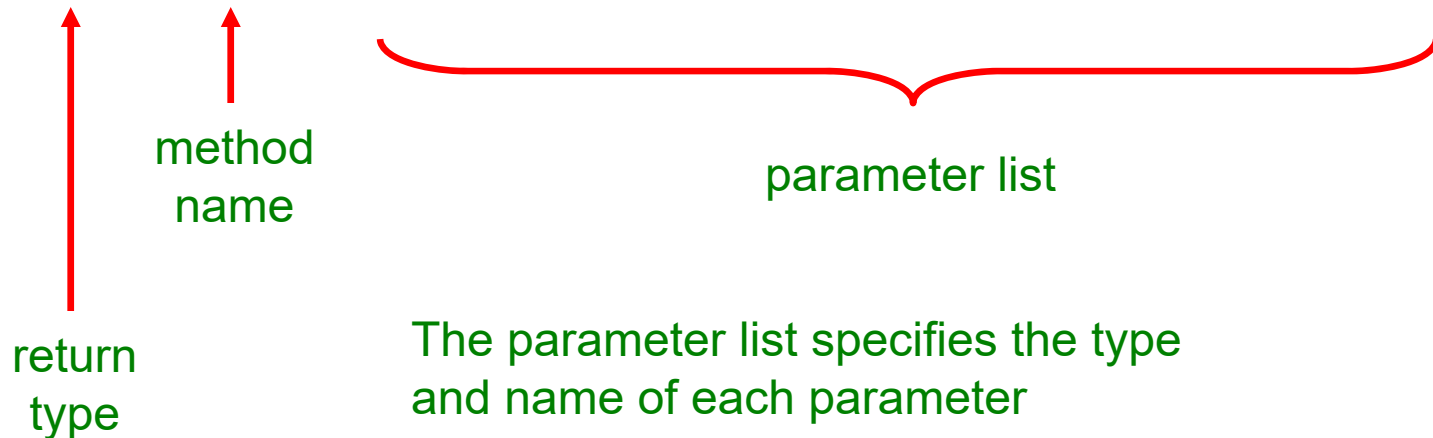 method
name
parameter list
return
type
The parameter list specifies the type
and name of each parameter